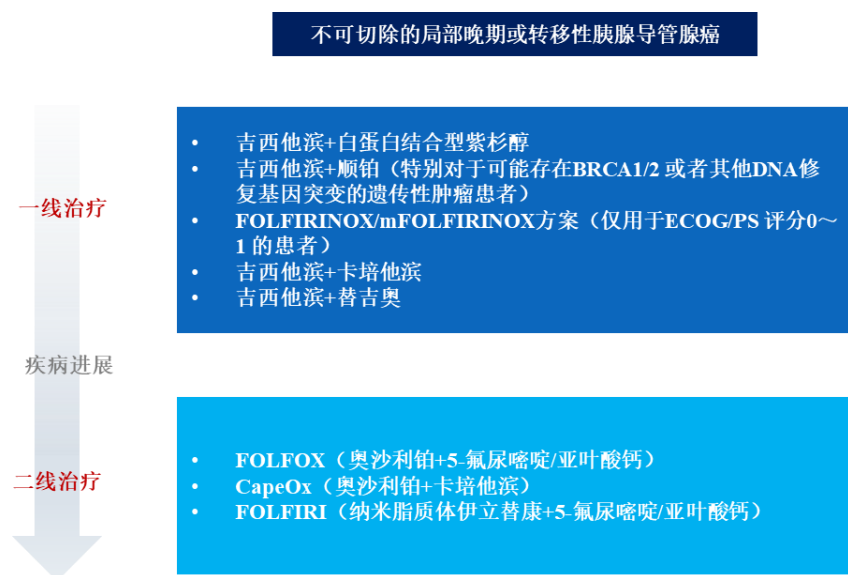 不可切除的局部晚期或转移性胰腺导管腺癌
一线治疗
• 吉西他滨+白蛋白结合型紫杉醇
• 吉西他滨+顺铂（特别对于可能存在BRCA1/2 或者其他DNA修
复基因突变的遗传性肿瘤患者）
• FOLFIRINOX/mFOLFIRINOX方案（仅用于ECOG/PS 评分0～
1 的患者）
• 吉西他滨+卡培他滨
• 吉西他滨+替吉奥
疾病进展
二线治疗
• FOLFOX（奥沙利铂+5-氟尿嘧啶/亚叶酸钙）
• CapeOx（奥沙利铂+卡培他滨）
• FOLFIRI（纳米脂质体伊立替康+5-氟尿嘧啶/亚叶酸钙）